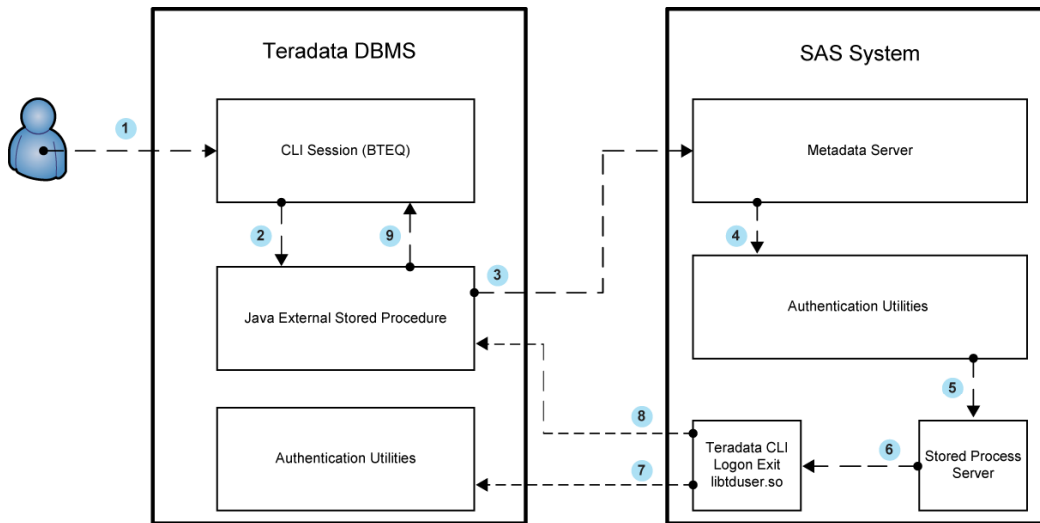 Teradata DBMS
SAS System
1
CLI Session (BTEQ)
Metadata Server
2
9
4
3
Java External Stored Procedure
Authentication Utilities
5
8
Authentication Utilities
7
Teradata CLI
Logon Exit
libtduser.so
6
Stored Process
Server